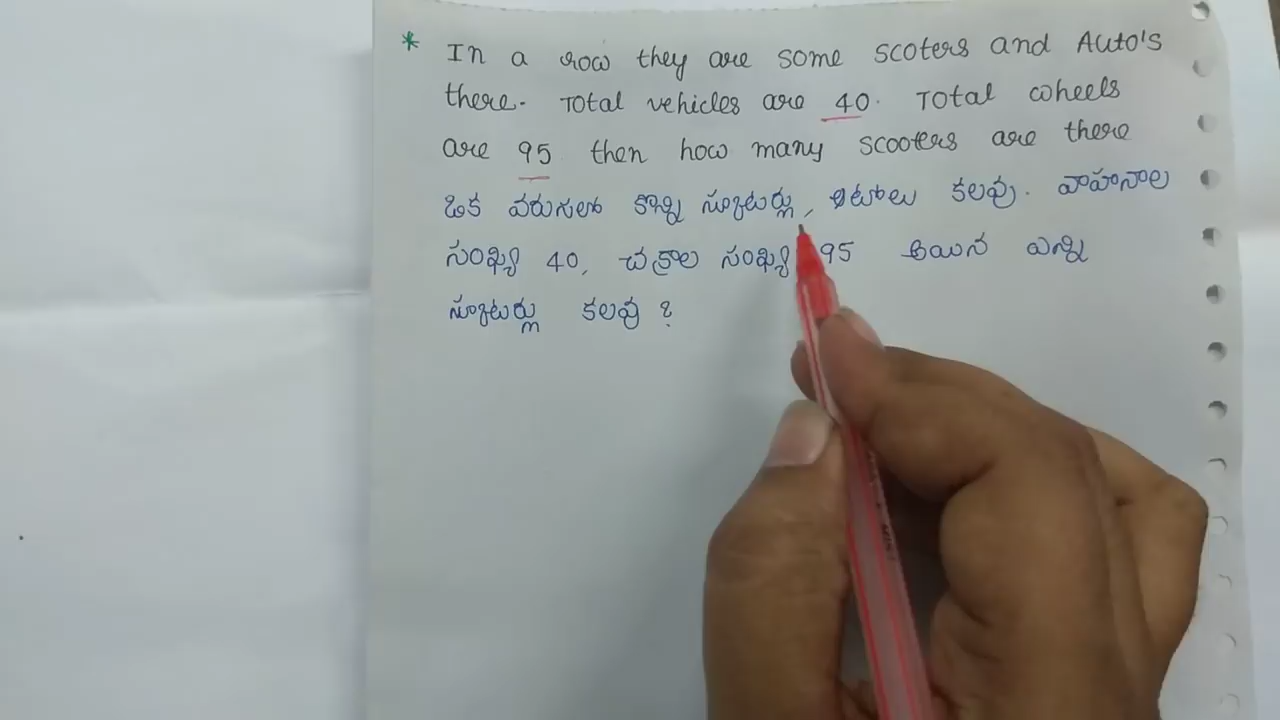 * In a row they are some scoters and Auto's
there. Total vehicles are 40. Total wheels
are 95 then how many scooters are there
ఒక వరుసలో కొన్ని స్కూటర్లు, ఆటోలు కలవు. వాహనాల
సంఖ్య 40, చక్రాల సంఖ్య 95 అయిన ఎన్ని
స్కూటర్లు కలవు ?